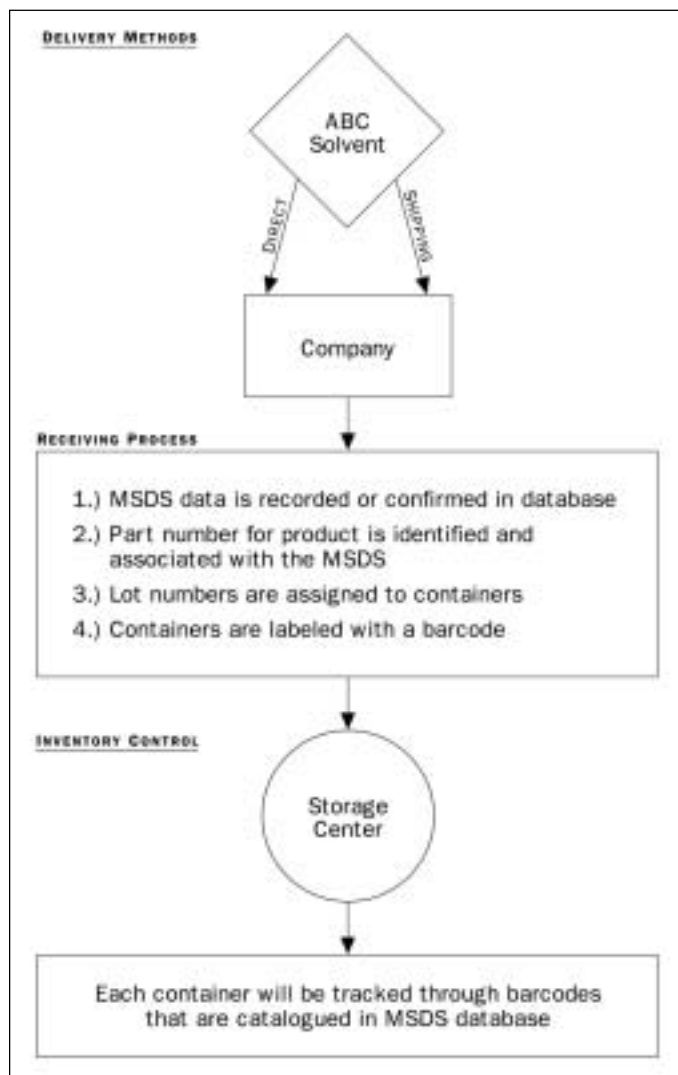 DELIVERY METHODS
ABC
Solvent
DIRECT
SHIPPING
Company
RECEIVING PROCESS
1.) MSDS data is recorded or confirmed in database
2.) Part number for product is identified and
associated with the MSDS
3.) Lot numbers are assigned to containers
4.) Containers are labeled with a barcode
INVENTORY CONTROL
Storage
Center
Each container will be tracked through barcodes
that are catalogued in MSDS database